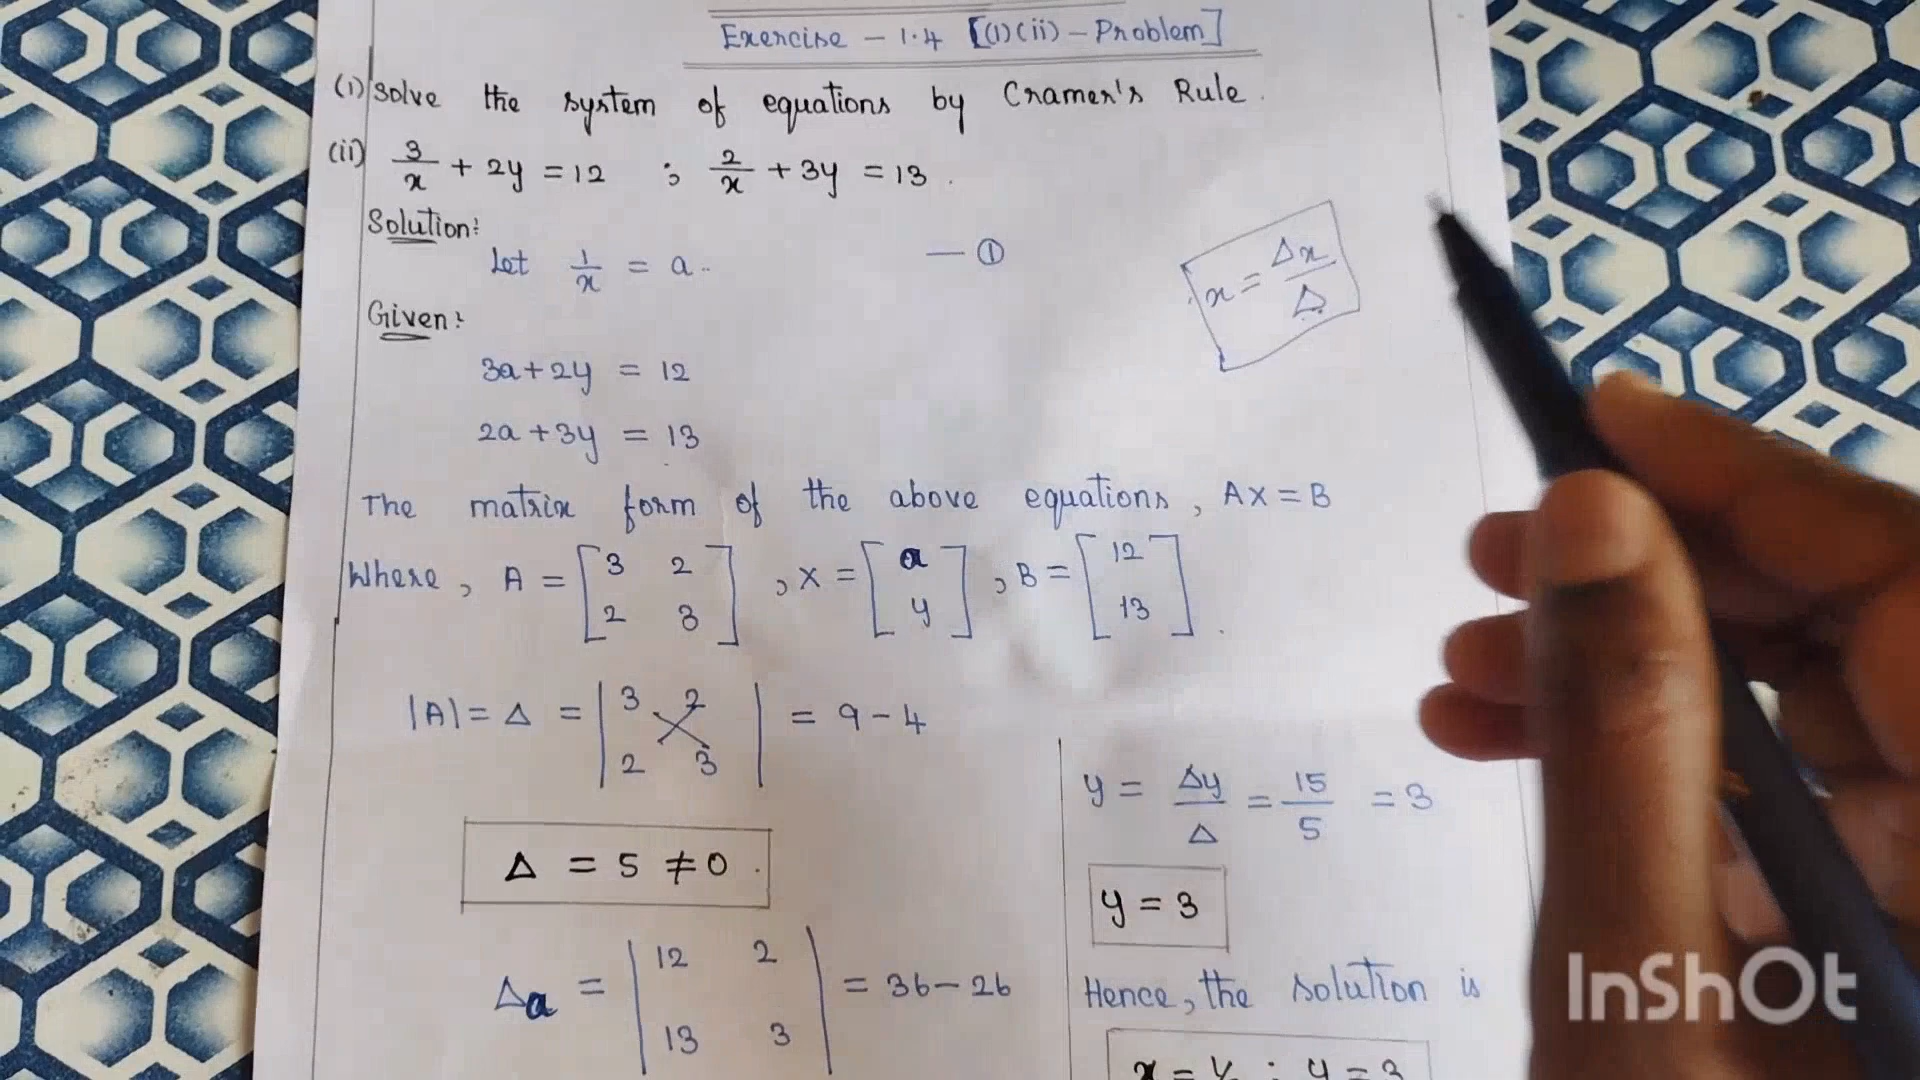 Exercise - 1.4 [(1)(ii) - Problem]
(1) Solve the system of equations by Cramer's Rule.
(ii) 3/x + 2y = 12 ; 2/x + 3y = 13.
Solution:
Let 1/x = a. — ①
x = Δx/Δ
Given:
3a + 2y = 12
2a + 3y = 13
The matrix form of the above equations, AX = B
Where, A = [3 2
2 3], X = [a
y], B = [12
13].
|A| = Δ = |3 2
2 3| = 9 - 4
Δ = 5 ≠ 0.
Δa = |12 2
13 3| = 36 - 26
y = Δy/Δ = 15/5 = 3
y = 3
Hence, the solution is
; y = 3
InShOt